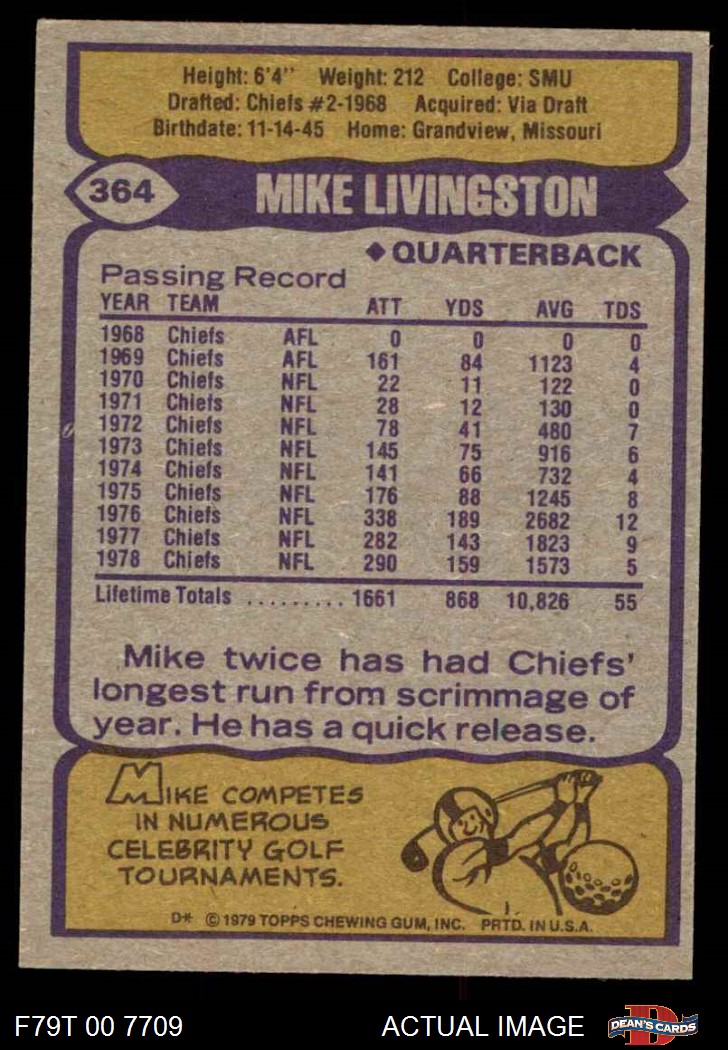 Height: 6'4" Weight: 212 College: SMU
Drafted: Chiefs #2-1968 Acquired: Via Draft
Birthdate: 11-14-45 Home: Grandview, Missouri
364 MIKE LIVINGSTON
◆ QUARTERBACK
Passing Record
YEAR TEAM ATT YDS AVG TDS
1968 Chiefs AFL 0 0 0 0
1969 Chiefs AFL 161 84 1123 4
1970 Chiefs NFL 22 11 122 0
1971 Chiefs NFL 28 12 130 0
1972 Chiefs NFL 78 41 480 7
1973 Chiefs NFL 145 75 916 6
1974 Chiefs NFL 141 66 732 4
1975 Chiefs NFL 176 88 1245 8
1976 Chiefs NFL 338 189 2682 12
1977 Chiefs NFL 282 143 1823 9
1978 Chiefs NFL 290 159 1573 5
Lifetime Totals ......... 1661 868 10,826 55
Mike twice has had Chiefs'
longest run from scrimmage of
year. He has a quick release.
MIKE COMPETES
IN NUMEROUS
CELEBRITY GOLF
TOURNAMENTS.
D* © 1979 TOPPS CHEWING GUM, INC. PRTD. IN U.S.A.
F79T 00 7709 ACTUAL IMAGE D DEAN'S CARDS